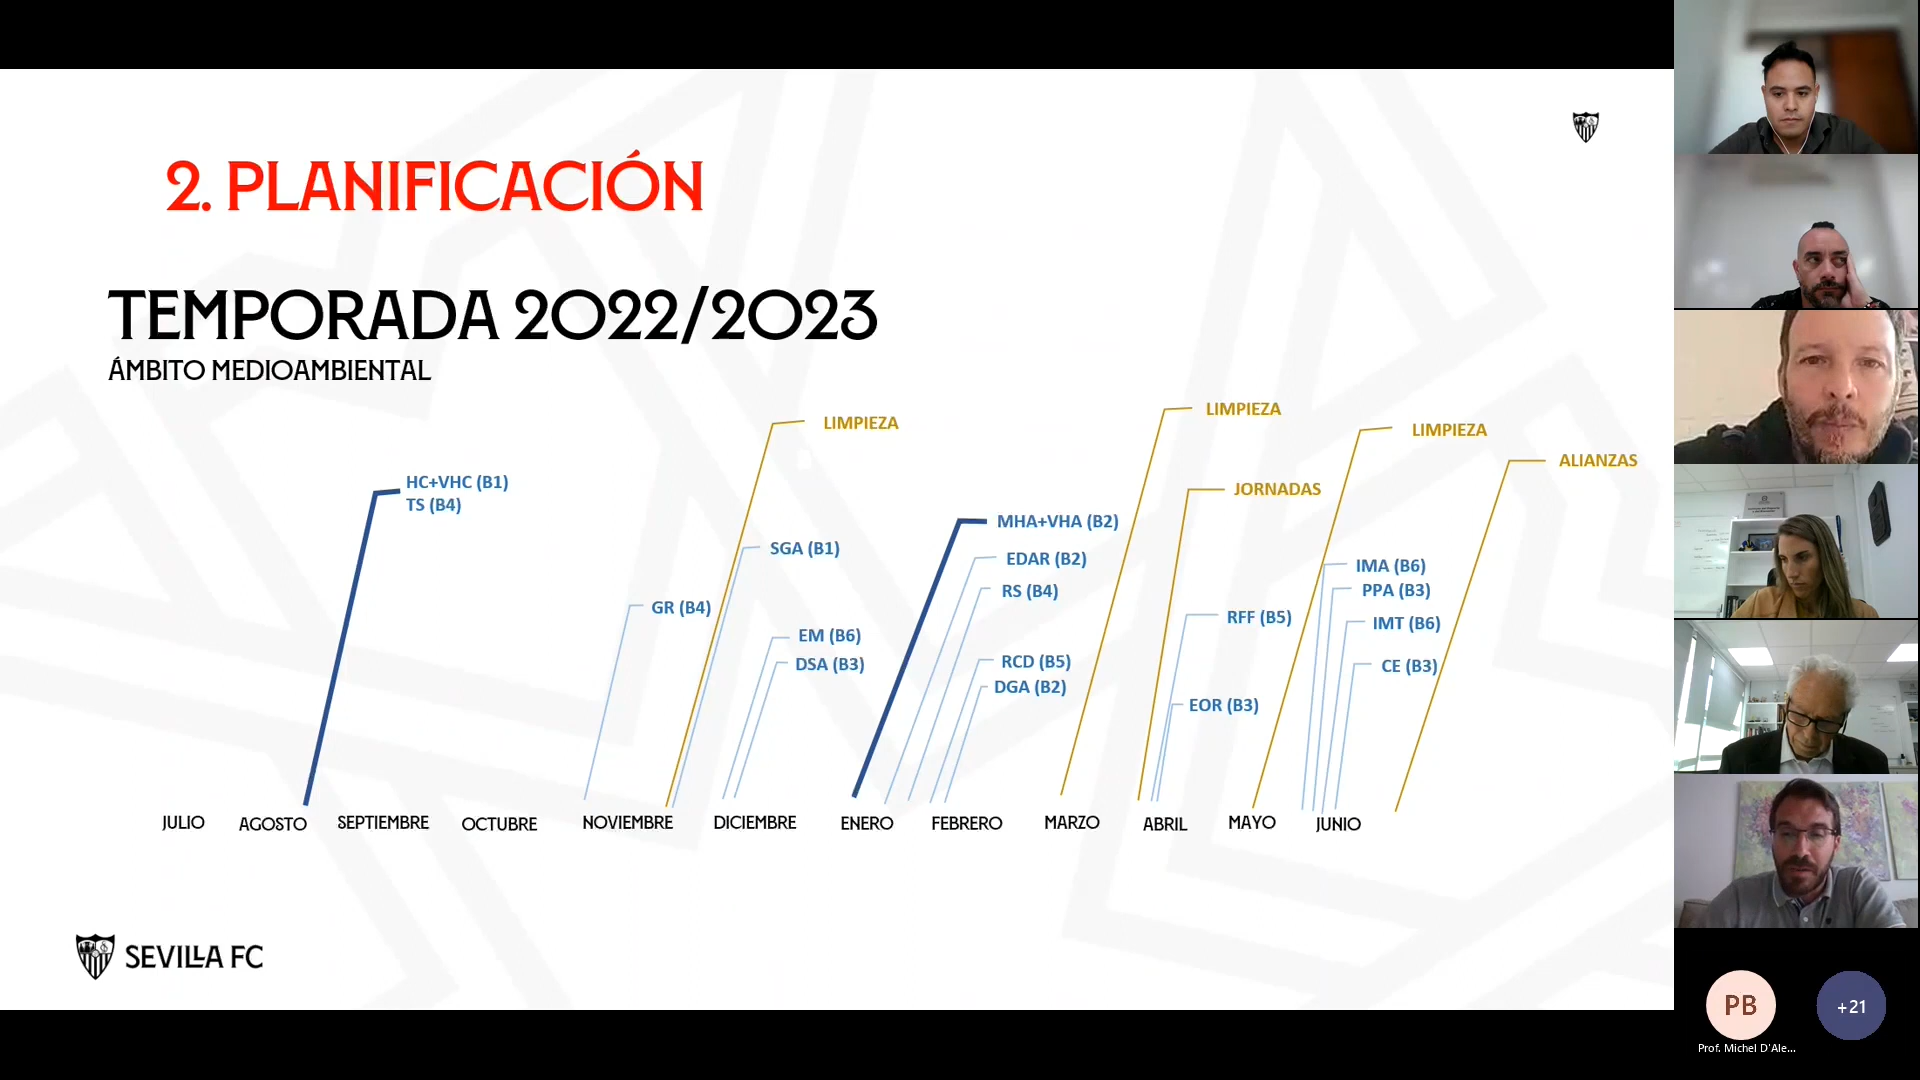 2. PLANIFICACIÓN
TEMPORADA 2022/2023
ÁMBITO MEDIOAMBIENTAL
LIMPIEZA
LIMPIEZA
LIMPIEZA
ALIANZAS
HC+VHC (B1)
TS (B4)
JORNADAS
MHA+VHA (B2)
SGA (B1)
EDAR (B2)
IMA (B6)
RS (B4)
PPA (B3)
GR (B4)
RFF (B5)
IMT (B6)
EM (B6)
DSA (B3)
RCD (B5)
CE (B3)
DGA (B2)
EOR (B3)
JULIO AGOSTO SEPTIEMBRE OCTUBRE NOVIEMBRE DICIEMBRE ENERO FEBRERO MARZO ABRIL MAYO JUNIO
SEVILLA FC
PB
+21
Prof. Michel D'Ale...